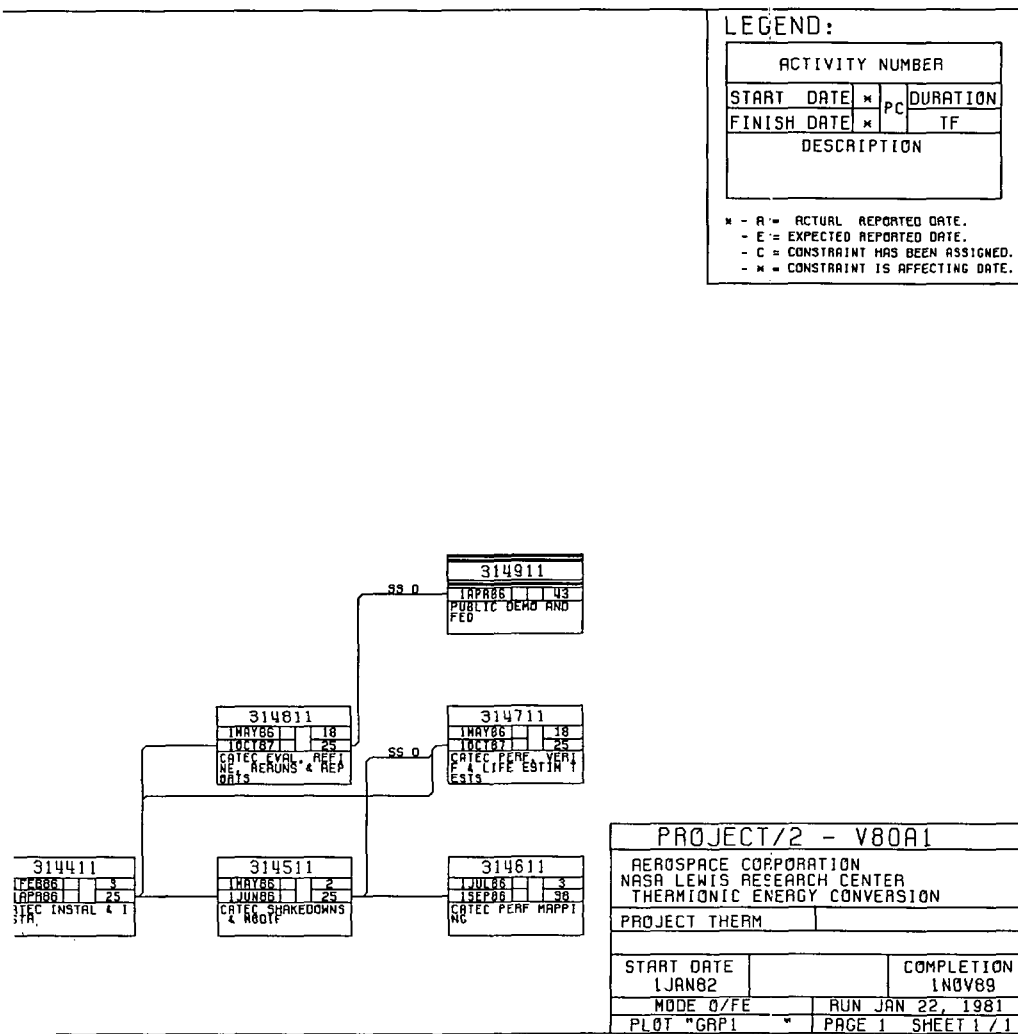 LEGEND:
ACTIVITY NUMBER
START DATE * PC DURATION
FINISH DATE * TF
DESCRIPTION
* - A = ACTUAL REPORTED DATE.
- E = EXPECTED REPORTED DATE.
- C = CONSTRAINT HAS BEEN ASSIGNED.
- * = CONSTRAINT IS AFFECTING DATE.
314911
SS 0
1APR86 43
PUBLIC DEMO AND
FED
314811
1MAY86 18
1OCT87 25
CATEC EVAL, REFI
NE, RERUNS & REP
ORTS
314711
1MAY86 18
SS 0
1OCT87 25
CATEC PERF, VERI
F & LIFE ESTIM T
ESTS
314411
1FEB86 3
1APR86 25
ATEC INSTAL & I
STR,
314511
1MAY86 2
1JUN86 25
CATEC SHAKEDOWNS
& MODIF
314611
1JUL86 3
1SEP86 38
CATEC PERF MAPPI
NG
PROJECT/2 - V80A1
AEROSPACE CORPORATION
NASA LEWIS RESEARCH CENTER
THERMIONIC ENERGY CONVERSION
PROJECT THERM
START DATE COMPLETION
1JAN82 1NOV89
MODE O/FE RUN JAN 22, 1981
PLOT "GRP1 " PAGE 1 SHEET 1 / 1